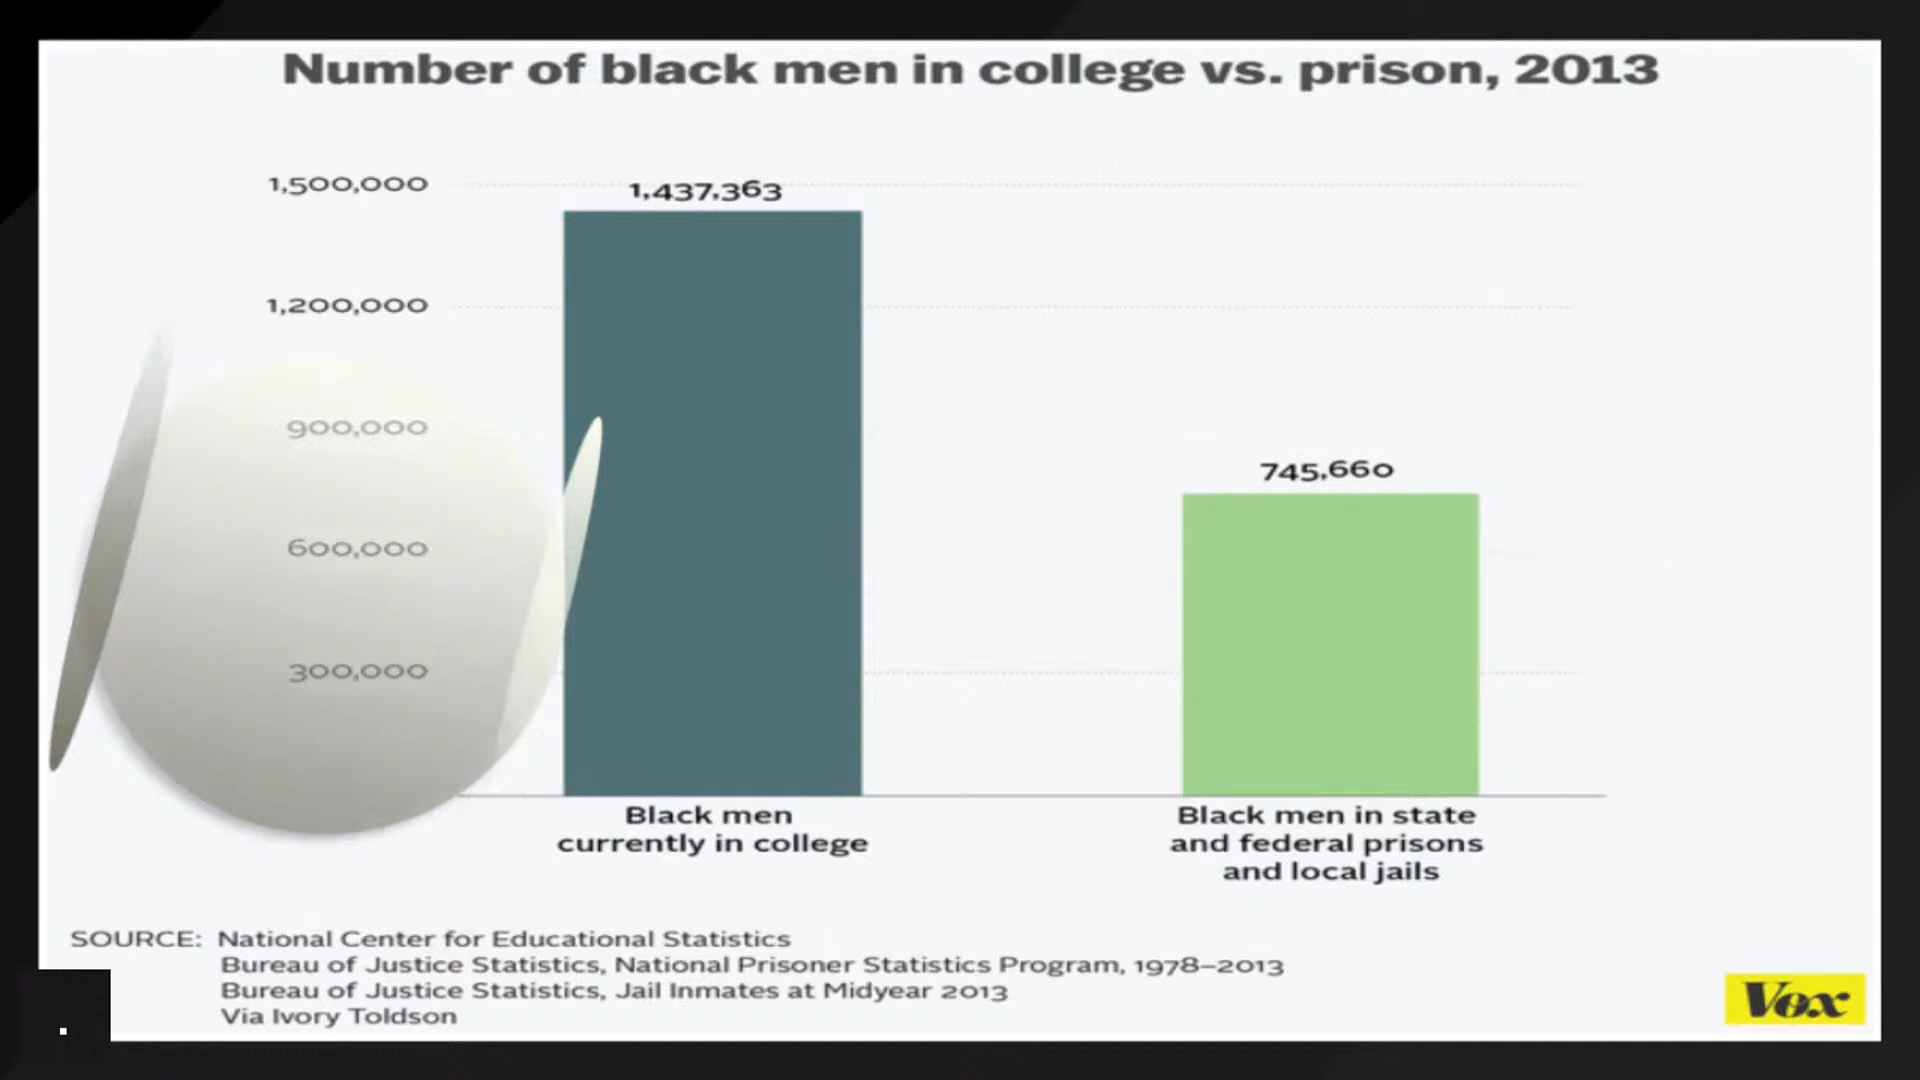 Number of black men in college vs. prison, 2013
1,500,000
1,437,363
1,200,000
900,000
745,660
600,000
300,000
Black men
currently in college
Black men in state
and federal prisons
and local jails
SOURCE: National Center for Educational Statistics
Bureau of Justice Statistics, National Prisoner Statistics Program, 1978–2013
Bureau of Justice Statistics, Jail Inmates at Midyear 2013
Via Ivory Toldson
Vox